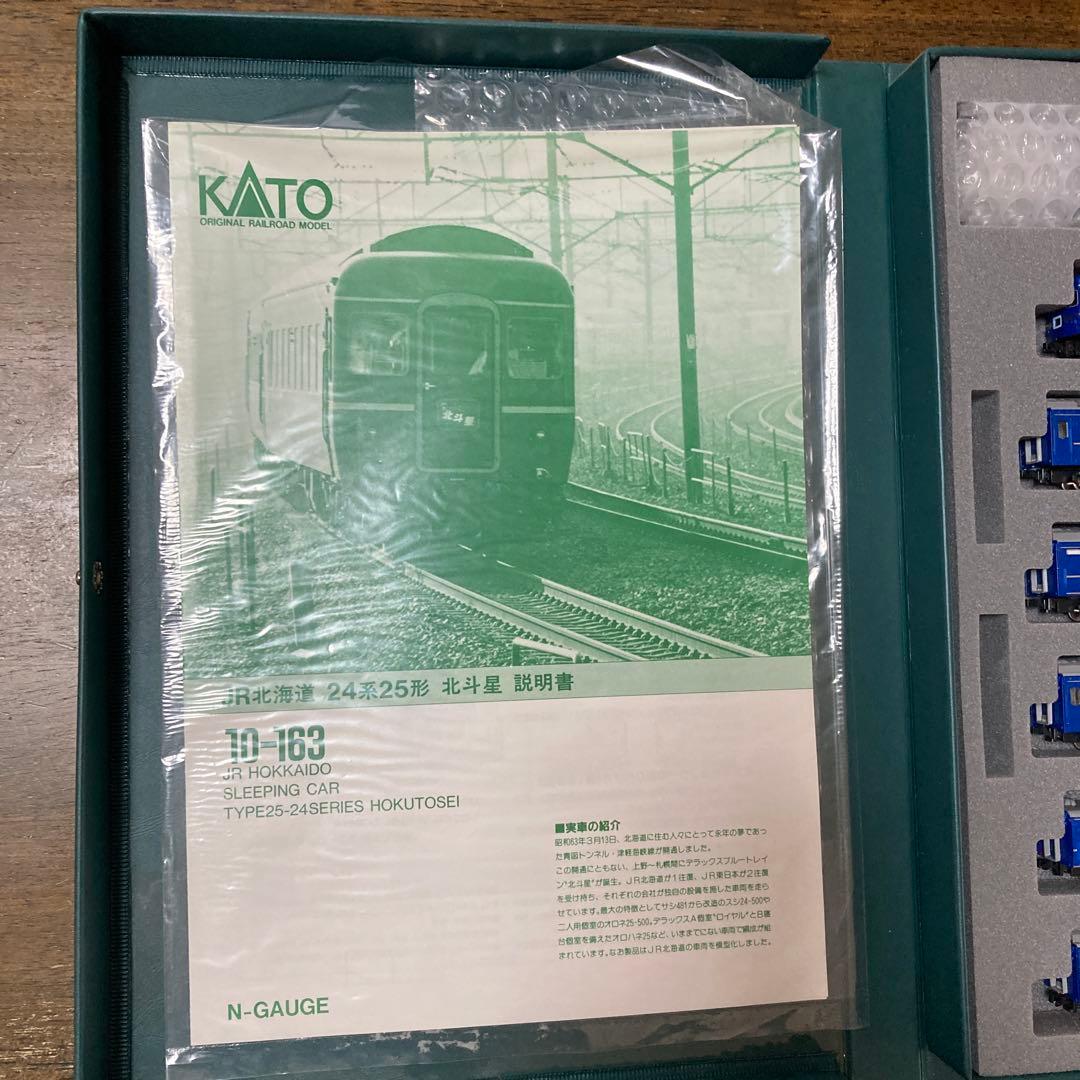 KATO
ORIGINAL RAILROAD MODEL
北斗星
JR北海道 24系25形 北斗星 説明書
10-163
JR HOKKAIDO
SLEEPING CAR
TYPE25-24SERIES HOKUTOSEI
■実車の紹介
昭和63年3月13日、北海道に住む人々にとって永年の夢であっ
た青函トンネル・津軽海峡線が開通しました。
この開通にともない、上野〜札幌間にデラックスブルートレイ
ン"北斗星"が誕生。JR北海道が1往復、JR東日本が2往復
を受け持ち、それぞれの会社が独自の設備を施した車両を走ら
せています。最大の特徴としてサシ481から改造のスシ24-500や
二人用個室のオロネ25-500。デラックスA個室"ロイヤル"とB寝
台個室を備えたオロハネ25など、いままでにない車両で編成が組
まれています。なお製品はJR北海道の車両を模型化しました。
N-GAUGE